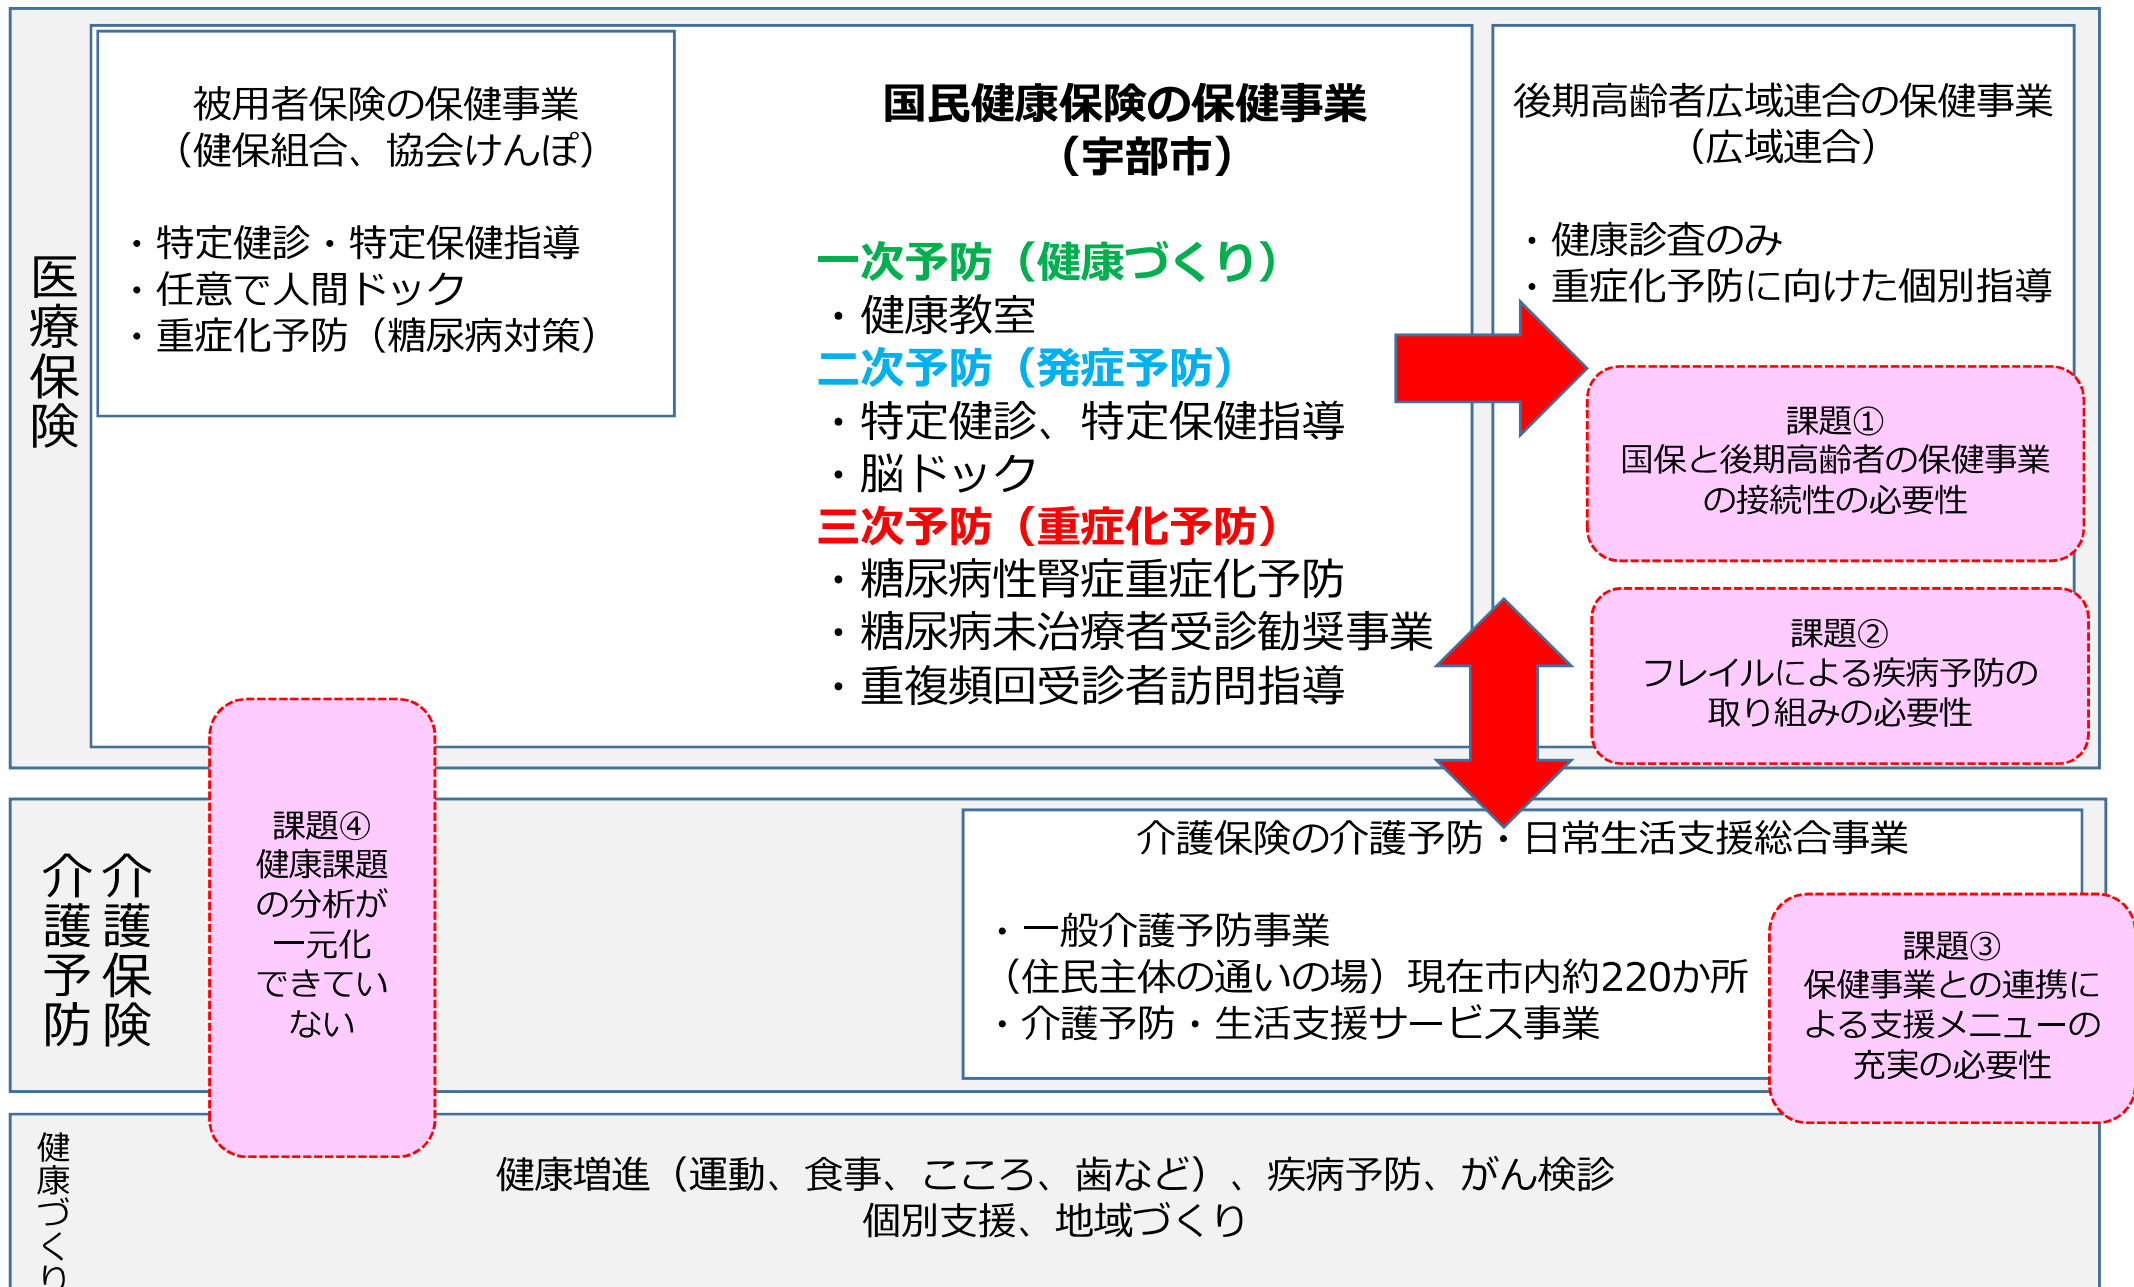 医療保険
被用者保険の保健事業
（健保組合、協会けんぽ）
・特定健診・特定保健指導
・任意で人間ドック
・重症化予防（糖尿病対策）
国民健康保険の保健事業
（宇部市）
一次予防（健康づくり）
・健康教室
二次予防（発症予防）
・特定健診、特定保健指導
・脳ドック
三次予防（重症化予防）
・糖尿病性腎症重症化予防
・糖尿病未治療者受診勧奨事業
・重複頻回受診者訪問指導
後期高齢者広域連合の保健事業
（広域連合）
・健康診査のみ
・重症化予防に向けた個別指導
課題①
国保と後期高齢者の保健事業
の接続性の必要性
課題②
フレイルによる疾病予防の
取り組みの必要性
介護保険
介護予防
課題④
健康課題
の分析が
一元化
できてい
ない
介護保険の介護予防・日常生活支援総合事業
・一般介護予防事業
（住民主体の通いの場）現在市内約220か所
・介護予防・生活支援サービス事業
課題③
保健事業との連携に
よる支援メニューの
充実の必要性
健康づくり
健康増進（運動、食事、こころ、歯など）、疾病予防、がん検診
個別支援、地域づくり